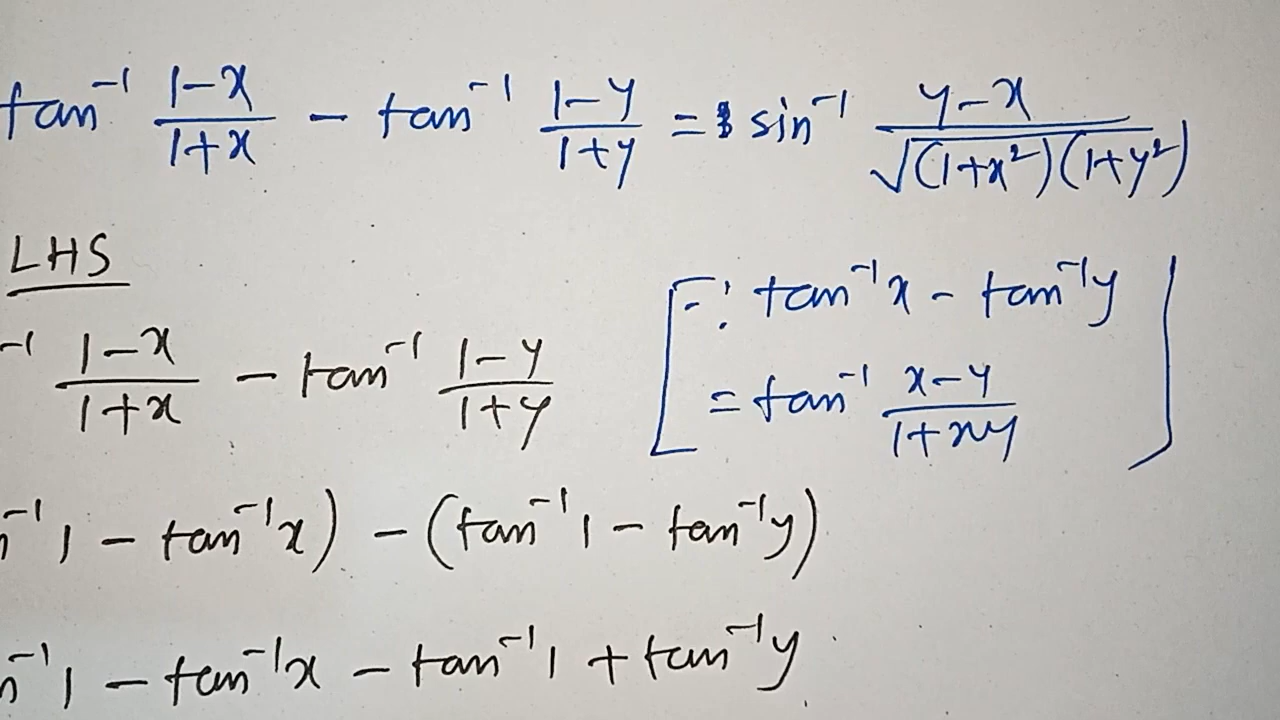 tan⁻¹ (1-x)/(1+x) - tan⁻¹ (1-y)/(1+y) = sin⁻¹ (y-x)/√(1+x²)(1+y²)
LHS
⁻¹ (1-x)/(1+x) - tan⁻¹ (1-y)/(1+y)
[∵ tan⁻¹x - tan⁻¹y
= tan⁻¹ (x-y)/(1+xy)]
n⁻¹1 - tan⁻¹x) - (tan⁻¹1 - tan⁻¹y)
n⁻¹1 - tan⁻¹x - tan⁻¹1 + tan⁻¹y